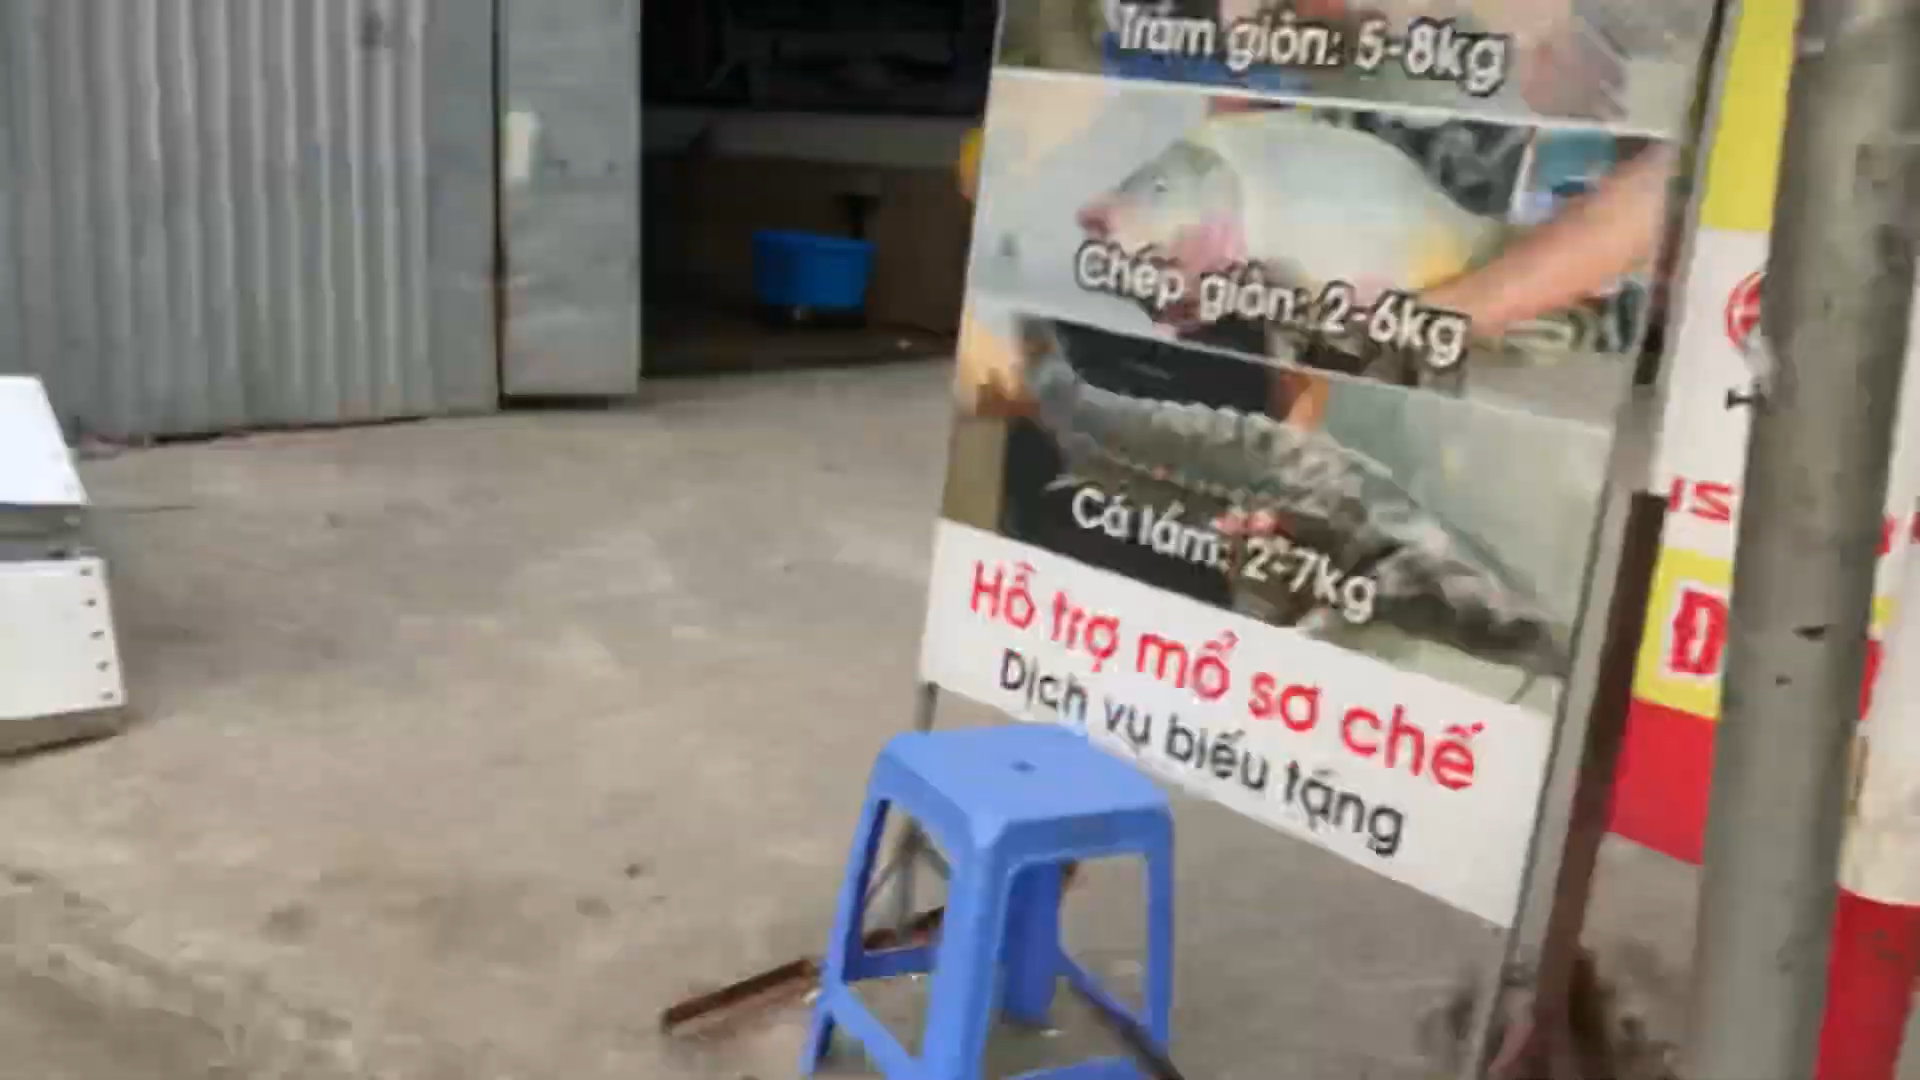 Trắm giòn: 5-8kg
Chép giòn: 2-6kg
Cá lăng: 2-7kg
Hỗ trợ mổ sơ chế
Dịch vụ biếu tặng